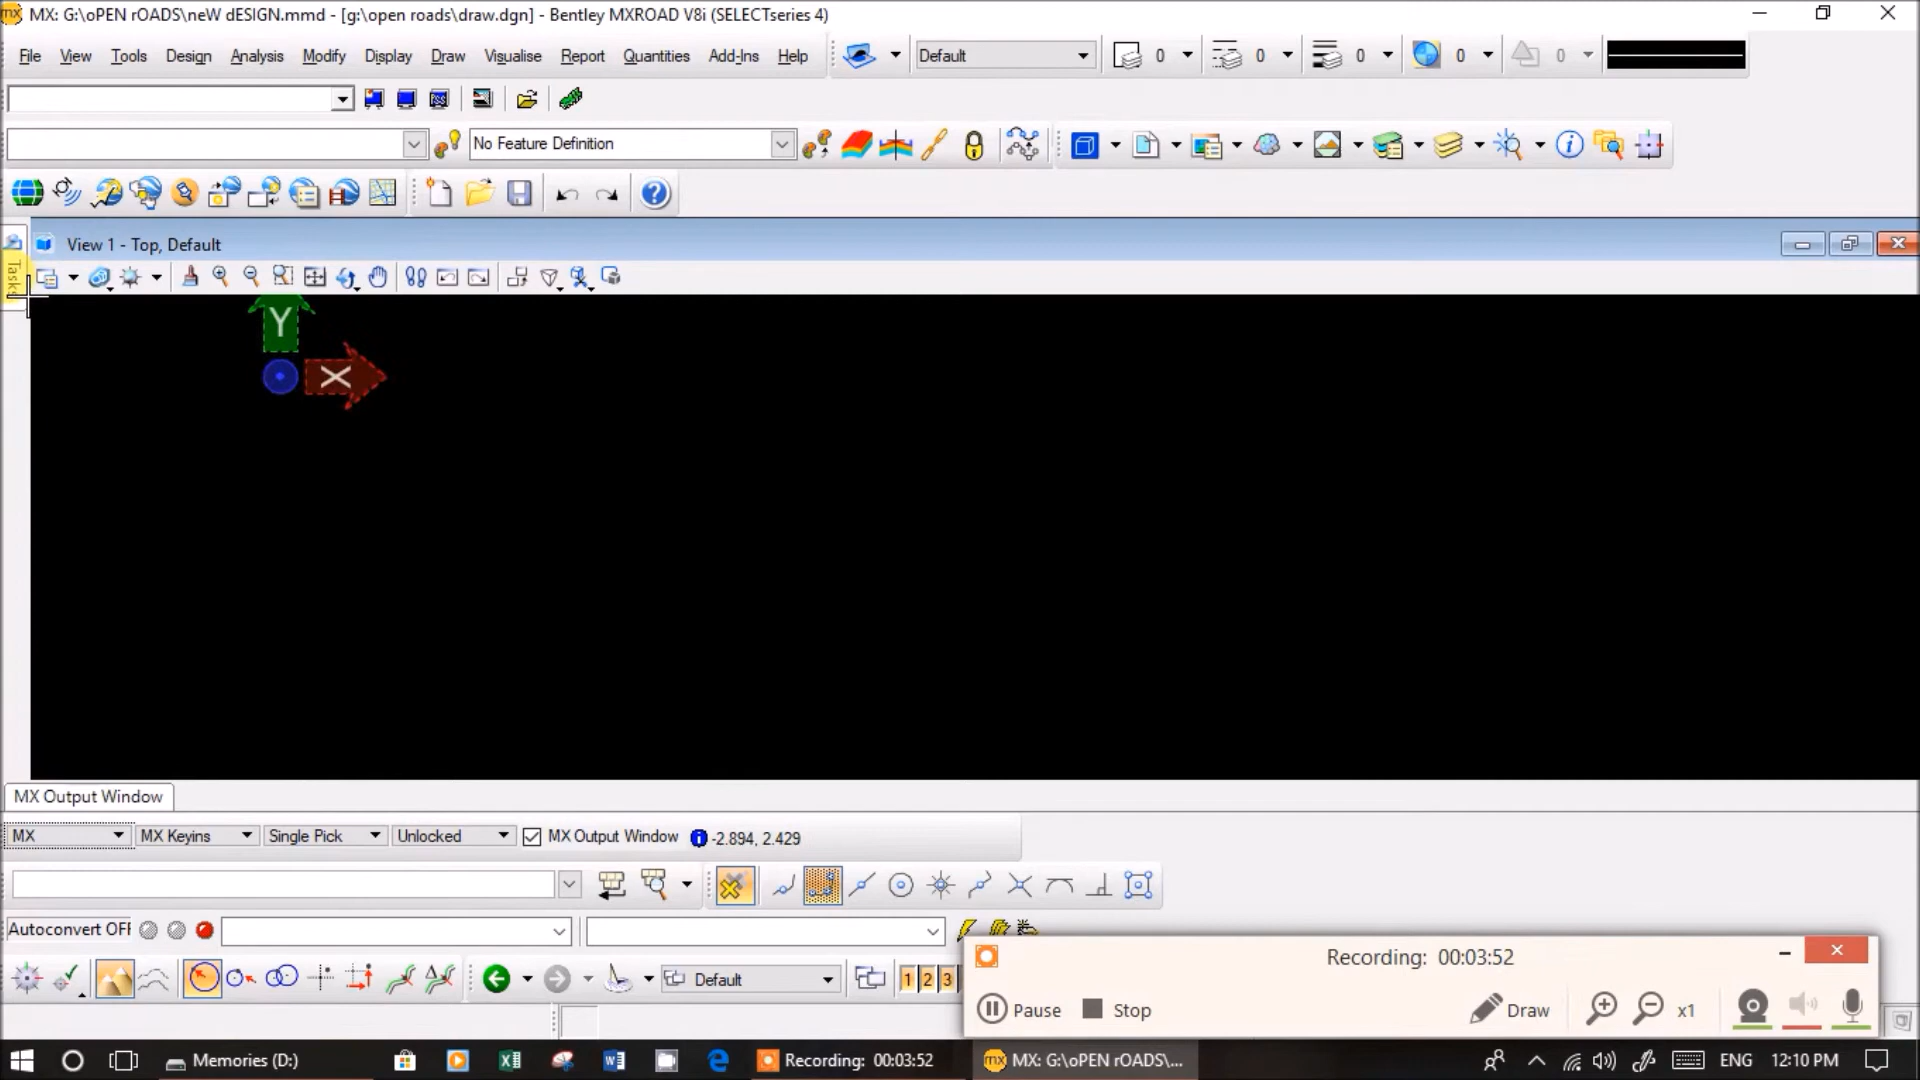 MX: G:\oPEN rOADS\neW dESIGN.mmd - [g:\open roads\draw.dgn] - Bentley MXROAD V8i (SELECTseries 4)
File View Tools Design Analysis Modify Display Draw Visualise Report Quantities Add-Ins Help Default 0 0 0 0 0
No Feature Definition
View 1 - Top, Default
Tasks
Y
X
MX Output Window
MX MX Keyins Single Pick Unlocked MX Output Window -2.894, 2.429
Autoconvert OFF
Default 1 2 3
Recording: 00:03:52
Pause Stop Draw x1
Memories (D:) Recording: 00:03:52 MX: G:\oPEN rOADS\... ENG 12:10 PM